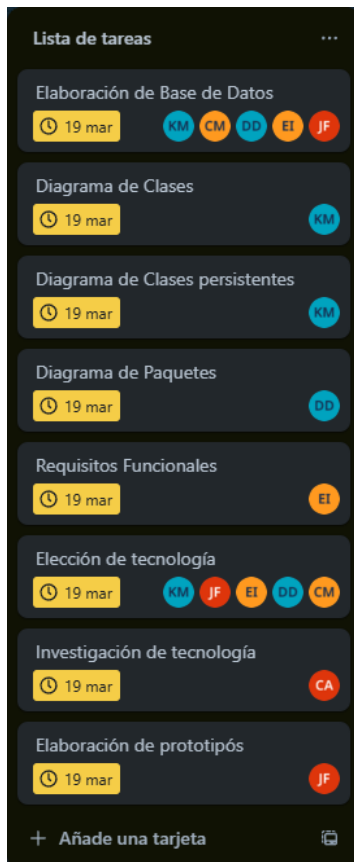 Lista de tareas
Elaboración de Base de Datos
19 mar KM CM DD EI JF
Diagrama de Clases
19 mar KM
Diagrama de Clases persistentes
19 mar KM
Diagrama de Paquetes
19 mar DD
Requisitos Funcionales
19 mar EI
Elección de tecnología
19 mar KM JF EI DD CM
Investigación de tecnología
19 mar CA
Elaboración de prototipós
19 mar JF
+ Añade una tarjeta